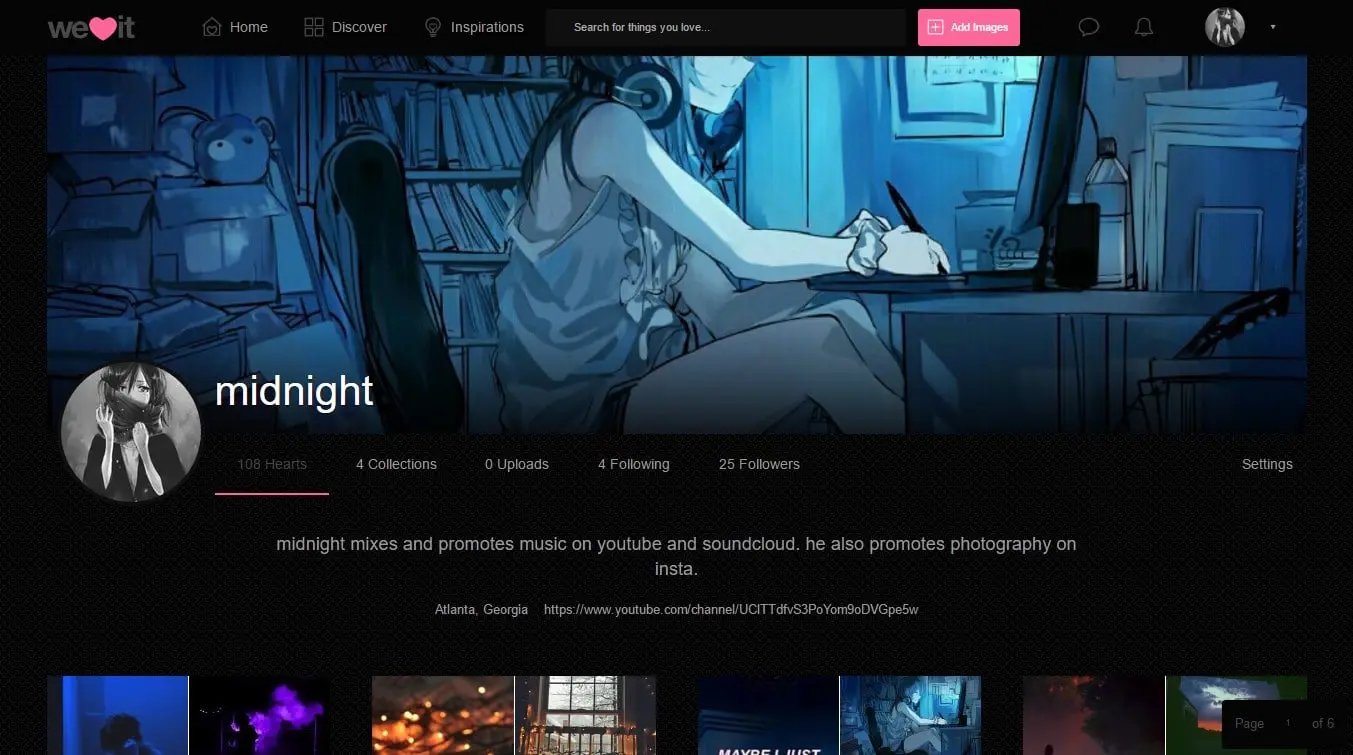 we it
Home
Discover
Inspirations
Search for things you love...
Add Images
midnight
108 Hearts
4 Collections
0 Uploads
4 Following
25 Followers
Settings
midnight mixes and promotes music on youtube and soundcloud. he also promotes photography on
insta.
Atlanta, Georgia
https://www.youtube.com/channel/UCITTdfvS3PoYom9oDVGpe5w
MAYBE I JUST
Page 1 of 6